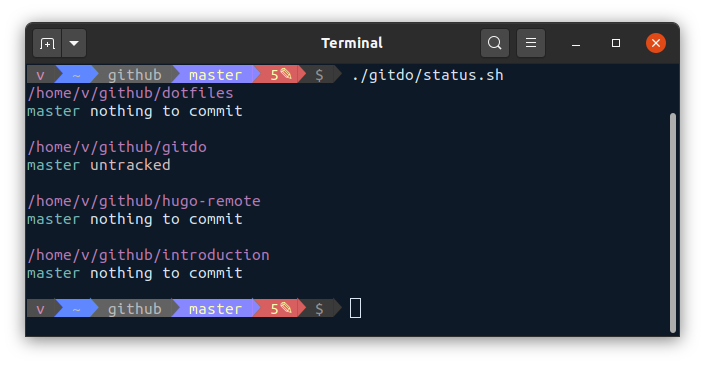 Terminal
v ~ github master 5✎ $ ./gitdo/status.sh
/home/v/github/dotfiles
master nothing to commit
/home/v/github/gitdo
master untracked
/home/v/github/hugo-remote
master nothing to commit
/home/v/github/introduction
master nothing to commit
v ~ github master 5✎ $